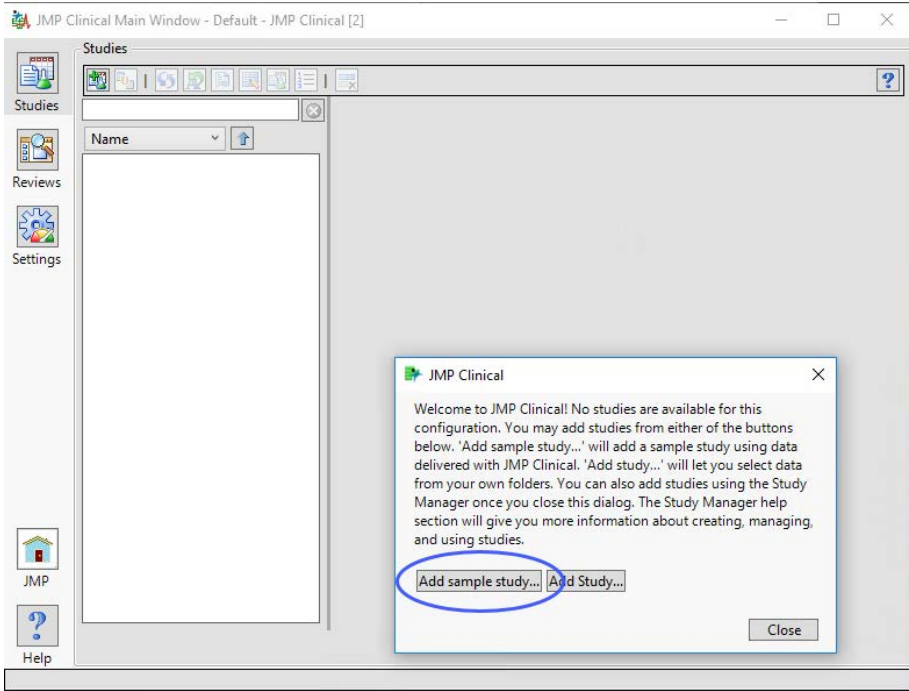 JMP Clinical Main Window - Default - JMP Clinical [2]
Studies
Studies
Name
Reviews
Settings
JMP Clinical
Welcome to JMP Clinical! No studies are available for this
configuration. You may add studies from either of the buttons
below. 'Add sample study...' will add a sample study using data
delivered with JMP Clinical. 'Add study...' will let you select data
from your own folders. You can also add studies using the Study
Manager once you close this dialog. The Study Manager help
section will give you more information about creating, managing,
and using studies.
Add sample study... Add Study...
Close
JMP
Help